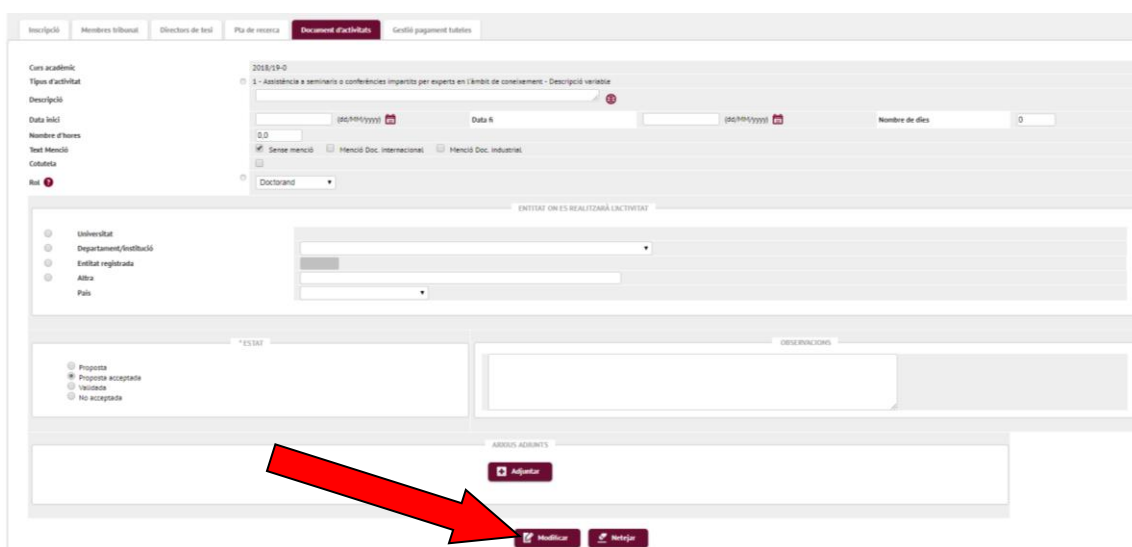 Inscripció Membres tribunal Directors de tesi Pla de recerca Document d'activitats Gestió pagament tuteles
Curs acadèmic 2018/19-0
Tipus d'activitat 1 - Assistència a seminaris o conferències impartits per experts en l'àmbit de coneixement - Descripció variable
Descripció
Data inici (dd/MM/yyyy) Data fi (dd/MM/yyyy) Nombre de dies 0
Nombre d'hores 0,0
Text Menció Sense menció Menció Doc. Internacional Menció Doc. Industrial
Cotutela
Rol ? Doctorand
ENTITAT ON ES REALITZARÀ L'ACTIVITAT
Universitat
Departament/institució
Entitat registrada
Altra
País
* ESTAT OBSERVACIONS
Proposta
Proposta acceptada
Validada
No acceptada
ARXIUS ADJUNTS
Adjuntar
Modificar Netejar